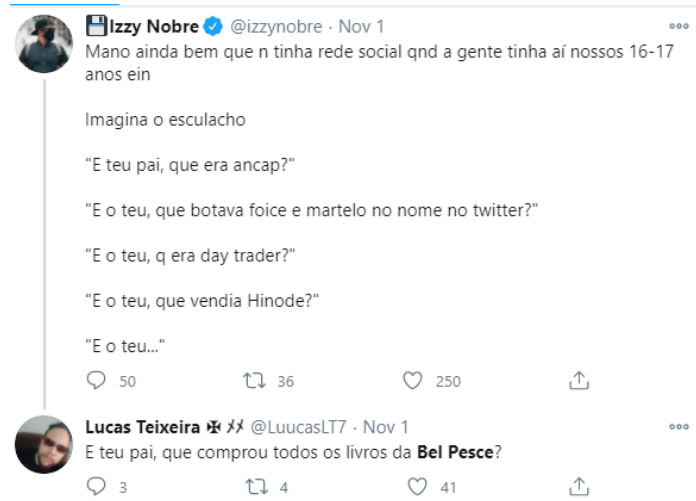 💾Izzy Nobre @izzynobre · Nov 1
Mano ainda bem que n tinha rede social qnd a gente tinha aí nossos 16-17
anos ein
Imagina o esculacho
"E teu pai, que era ancap?"
"E o teu, que botava foice e martelo no nome no twitter?"
"E o teu, q era day trader?"
"E o teu, que vendia Hinode?"
"E o teu..."
50 36 250
Lucas Teixeira ✠ 〤〤 @LuucasLT7 · Nov 1
E teu pai, que comprou todos os livros da Bel Pesce?
3 4 41